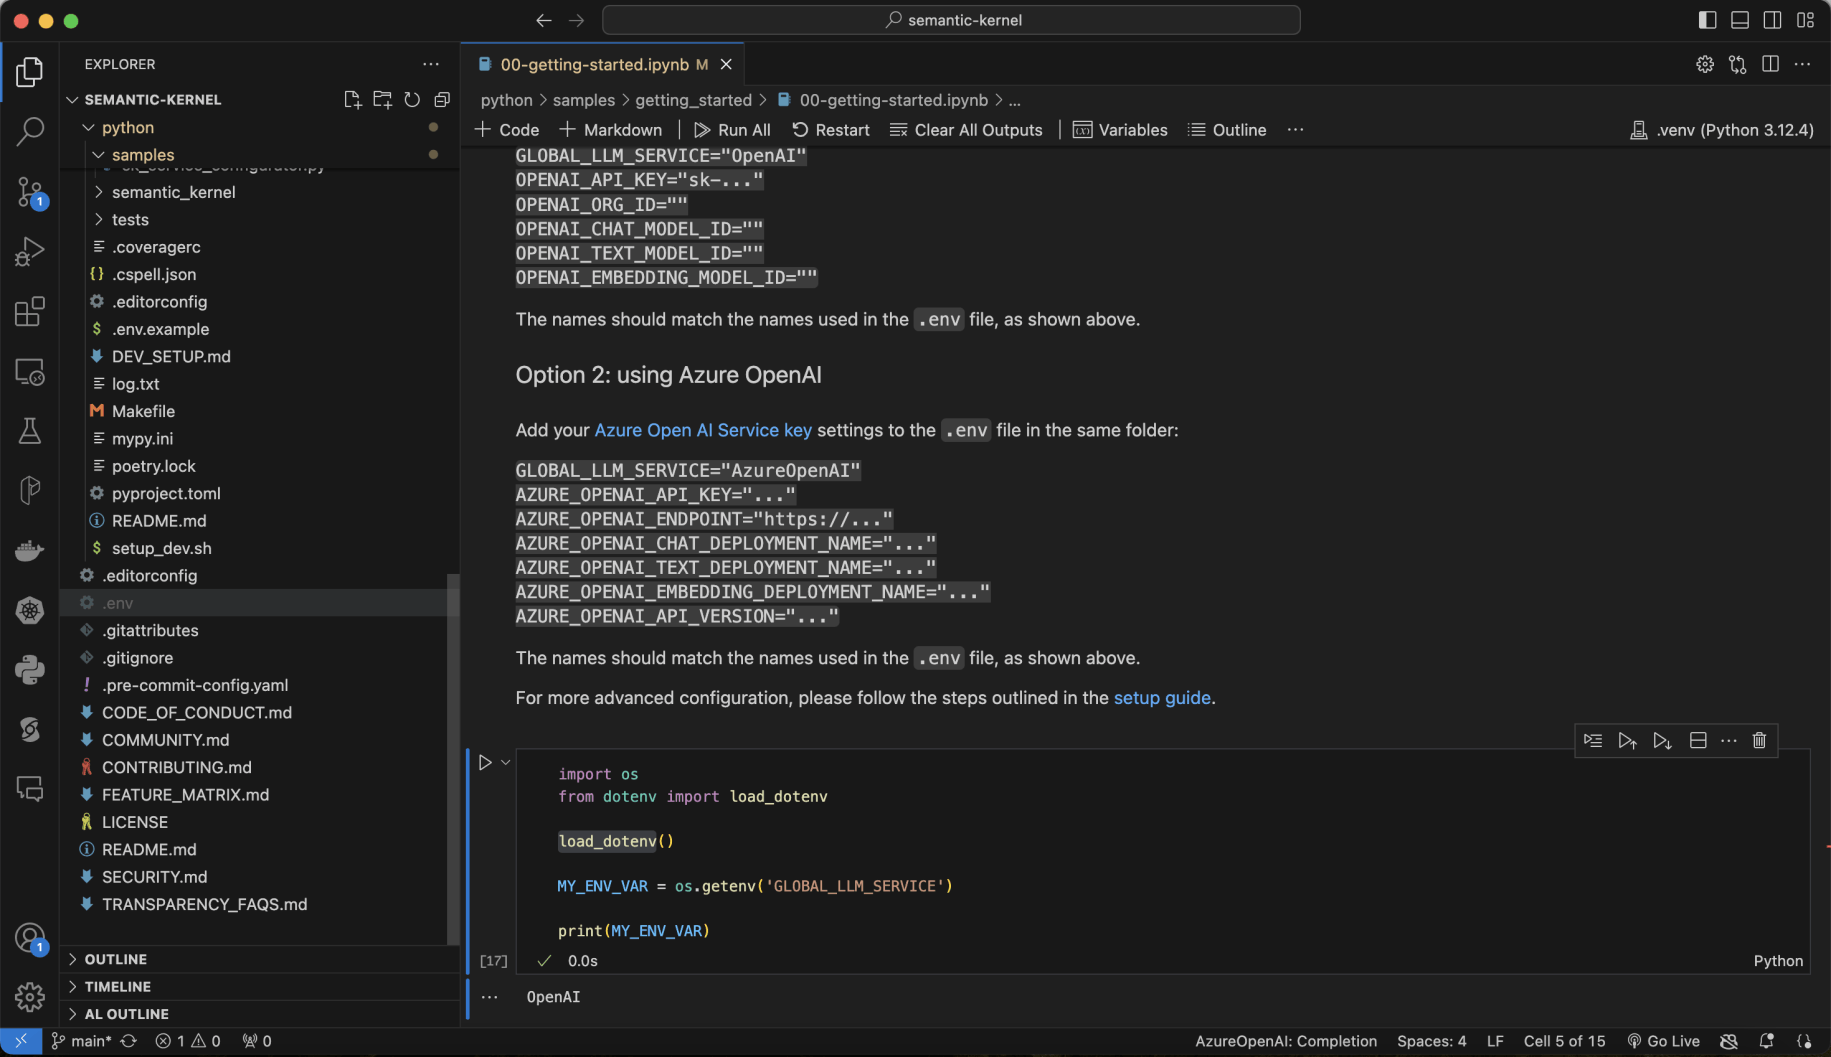 semantic-kernel
EXPLORER
SEMANTIC-KERNEL
python
samples
sk_service_configurator.py
semantic_kernel
tests
.coveragerc
.cspell.json
.editorconfig
.env.example
DEV_SETUP.md
log.txt
Makefile
mypy.ini
poetry.lock
pyproject.toml
README.md
setup_dev.sh
.editorconfig
.env
.gitattributes
.gitignore
.pre-commit-config.yaml
CODE_OF_CONDUCT.md
COMMUNITY.md
CONTRIBUTING.md
FEATURE_MATRIX.md
LICENSE
README.md
SECURITY.md
TRANSPARENCY_FAQS.md
OUTLINE
TIMELINE
AL OUTLINE
1
1
00-getting-started.ipynb M
python > samples > getting_started > 00-getting-started.ipynb > ...
+ Code + Markdown Run All Restart Clear All Outputs Variables Outline ... .venv (Python 3.12.4)
GLOBAL_LLM_SERVICE="OpenAI"
OPENAI_API_KEY="sk-..."
OPENAI_ORG_ID=""
OPENAI_CHAT_MODEL_ID=""
OPENAI_TEXT_MODEL_ID=""
OPENAI_EMBEDDING_MODEL_ID=""
The names should match the names used in the .env file, as shown above.
Option 2: using Azure OpenAI
Add your Azure Open AI Service key settings to the .env file in the same folder:
GLOBAL_LLM_SERVICE="AzureOpenAI"
AZURE_OPENAI_API_KEY="..."
AZURE_OPENAI_ENDPOINT="https://..."
AZURE_OPENAI_CHAT_DEPLOYMENT_NAME="..."
AZURE_OPENAI_TEXT_DEPLOYMENT_NAME="..."
AZURE_OPENAI_EMBEDDING_DEPLOYMENT_NAME="..."
AZURE_OPENAI_API_VERSION="..."
The names should match the names used in the .env file, as shown above.
For more advanced configuration, please follow the steps outlined in the setup guide.
import os
from dotenv import load_dotenv
load_dotenv()
MY_ENV_VAR = os.getenv('GLOBAL_LLM_SERVICE')
print(MY_ENV_VAR)
[17] ✓ 0.0s Python
... OpenAI
main* 1 0 0 AzureOpenAI: Completion Spaces: 4 LF Cell 5 of 15 Go Live